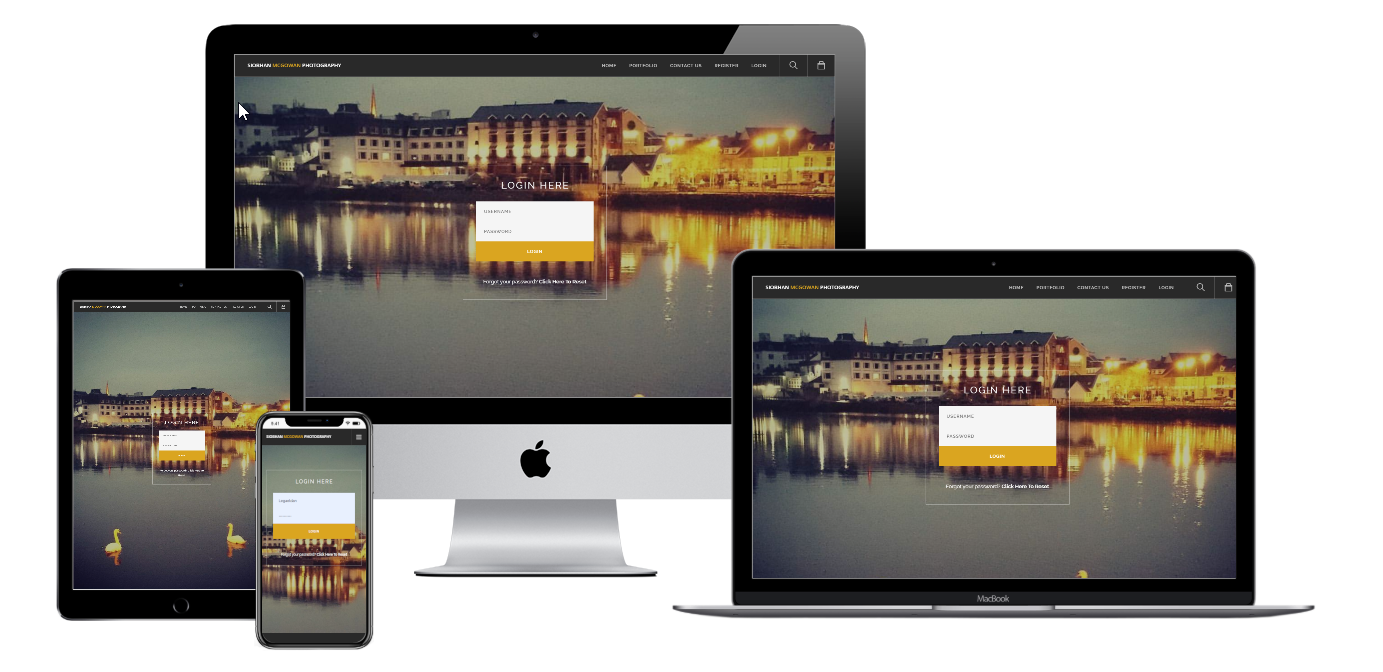 SIOBHAN MCGOWAN PHOTOGRAPHY HOME PORTFOLIO CONTACT US REGISTER LOGIN
LOGIN HERE
USERNAME
PASSWORD
LOGIN
Forgot your password? Click Here To Reset
SIOBHAN MCGOWAN PHOTOGRAPHY HOME PORTFOLIO CONTACT US REGISTER LOGIN
LOGIN HERE
USERNAME
PASSWORD
LOGIN
Forgot your password? Click Here To Reset
MacBook
LOGIN HERE
9:41
SIOBHAN MCGOWAN PHOTOGRAPHY
LOGIN HERE
LOGIN
Forgot your password? Click Here To Reset